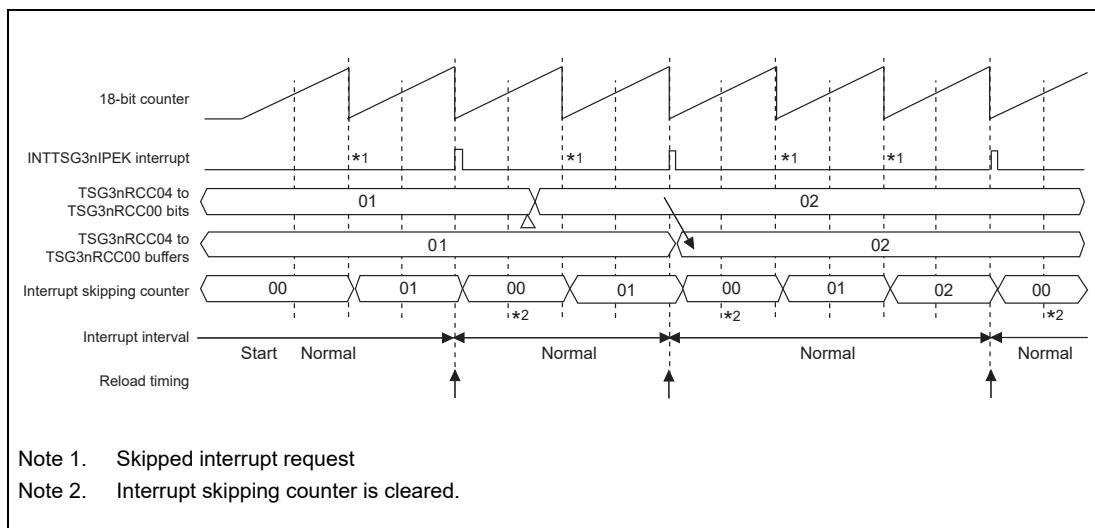 18-bit counter
INTTSG3nIPEK interrupt
*1 *1 *1 *1
TSG3nRCC04 to
TSG3nRCC00 bits
01 02
TSG3nRCC04 to
TSG3nRCC00 buffers
01 02
Interrupt skipping counter
00 01 00 01 00 01 02 00
*2 *2 *2
Interrupt interval
Start Normal Normal Normal Normal
Reload timing
Note 1. Skipped interrupt request
Note 2. Interrupt skipping counter is cleared.